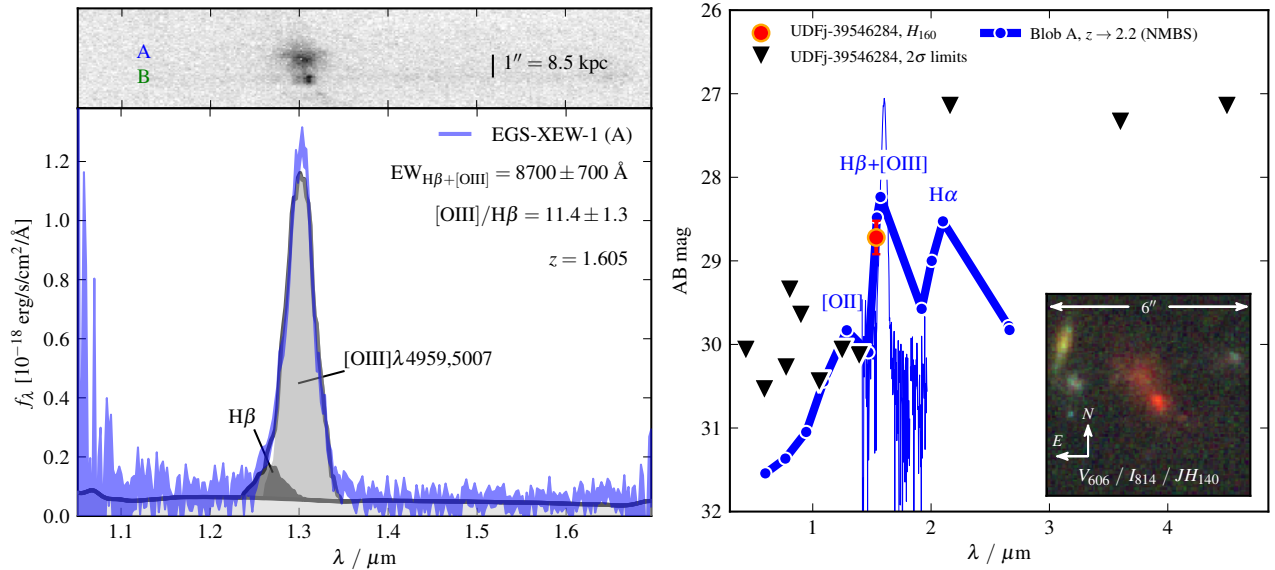 A
B
1″ = 8.5 kpc
EGS-XEW-1 (A)
EW_{Hβ+[OIII]} = 8700 ± 700 Å
[OIII]/Hβ = 11.4 ± 1.3
z = 1.605
[OIII]λ4959,5007
Hβ
f_λ [10^{-18} erg/s/cm^2/Å]
1.2
1.0
0.8
0.6
0.4
0.2
0.0
1.1
1.2
1.3
1.4
1.5
1.6
λ / μm
UDFj-39546284, H_{160}
UDFj-39546284, 2σ limits
Blob A, z → 2.2 (NMBS)
Hβ+[OIII]
Hα
[OII]
AB mag
26
27
28
29
30
31
32
1
2
3
4
λ / μm
6″
N
E
V_{606} / I_{814} / JH_{140}